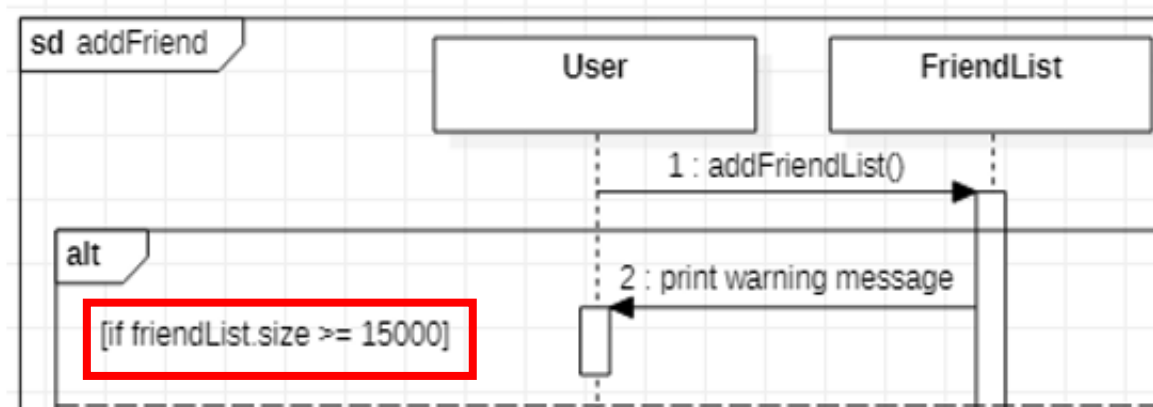 sd addFriend
User
FriendList
1 : addFriendList()
alt
2 : print warning message
[if friendList.size >= 15000]